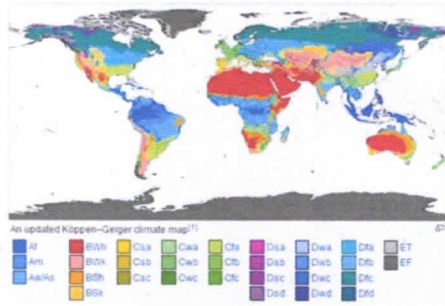 An updated Köppen–Geiger climate map[1]
Af BWh Csa Cwa Cfa Dsa Dwa Dfa ET
Am BWk Csb Cwb Cfb Dsb Dwb Dfb EF
Aw/As BSh Csc Cwc Cfc Dsc Dwc Dfc
BSk Dsd Dwd Dfd